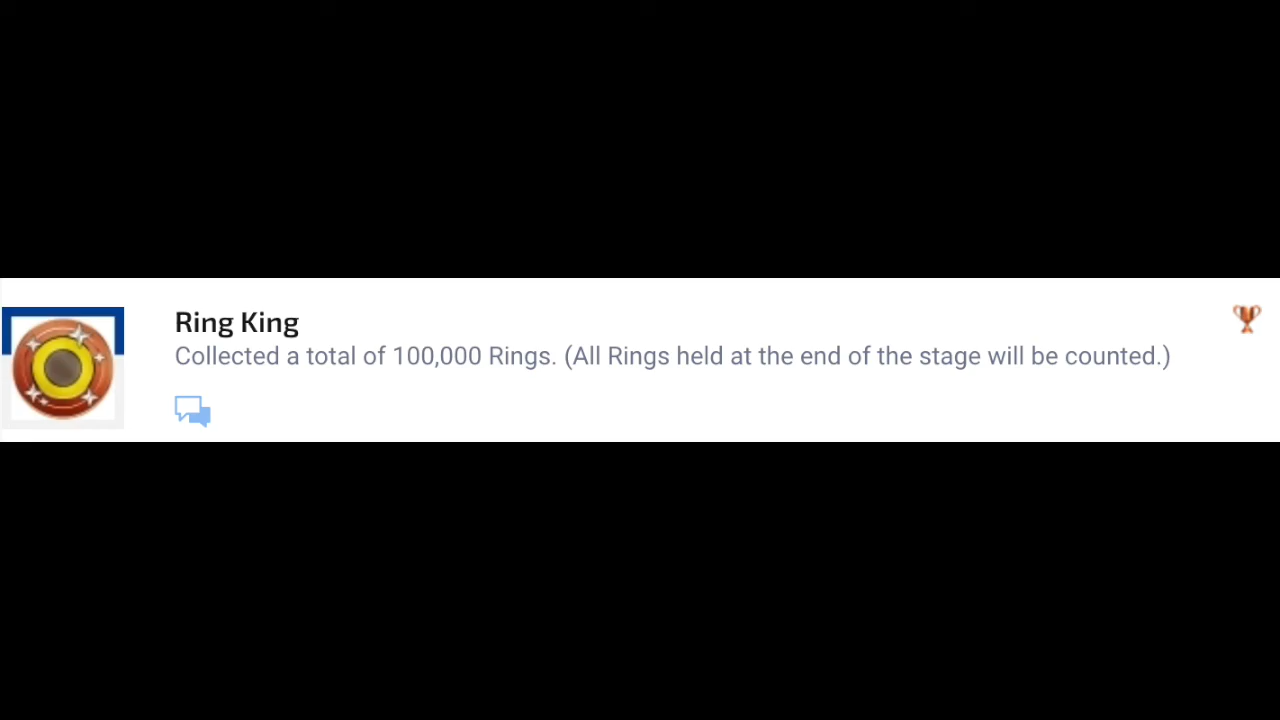 Ring King
Collected a total of 100,000 Rings. (All Rings held at the end of the stage will be counted.)